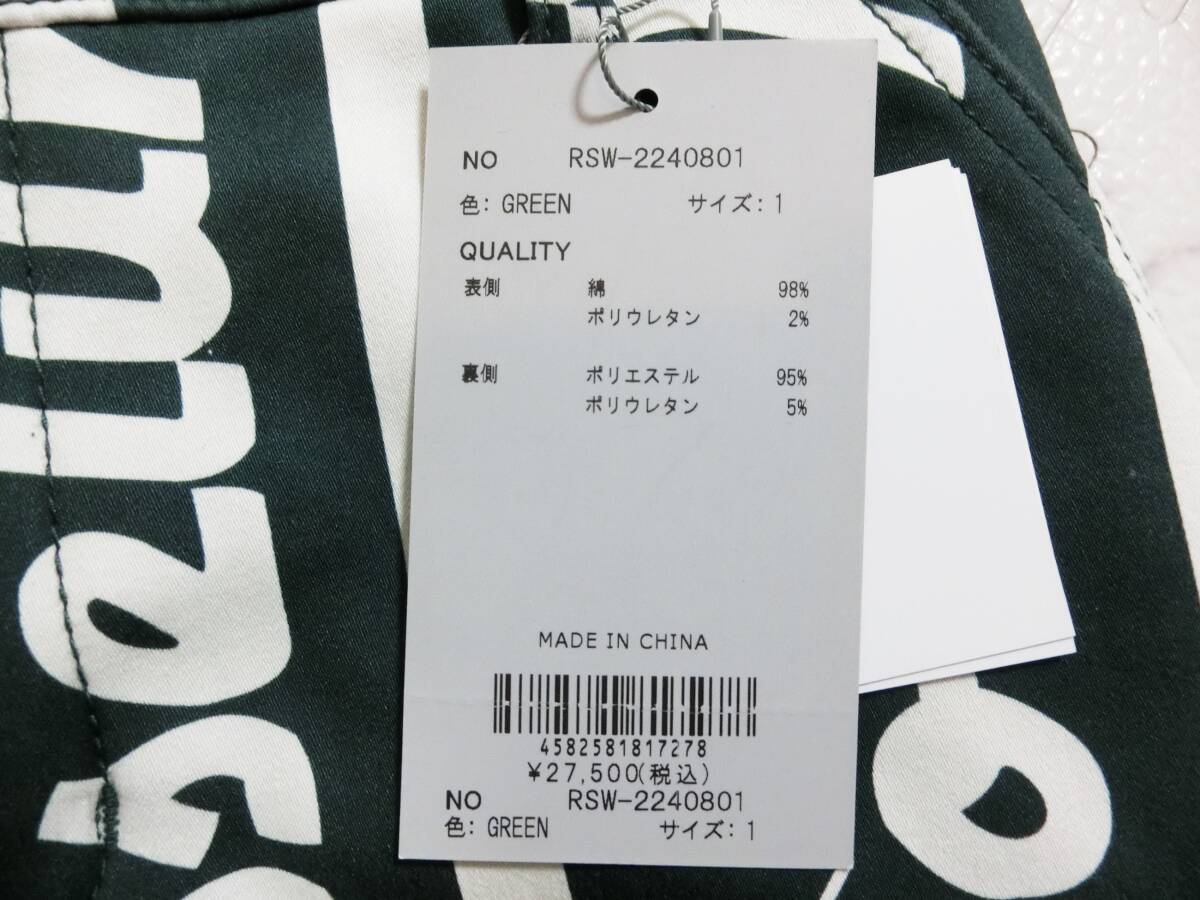 NO RSW-2240801
色: GREEN サイズ: 1
QUALITY
表側 綿 98%
ポリウレタン 2%
裏側 ポリエステル 95%
ポリウレタン 5%
MADE IN CHINA
4582581817278
¥27,500(税込)
NO RSW-2240801
色: GREEN サイズ: 1